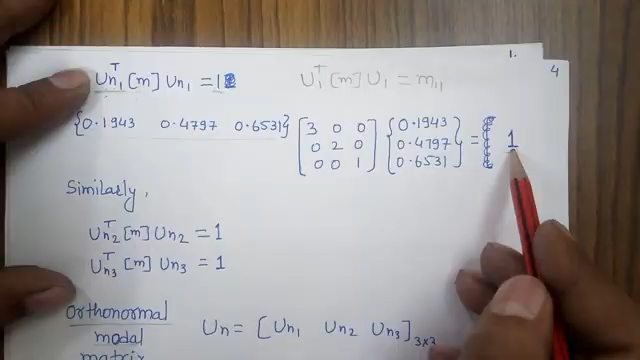 1.
4
Un₁ᵀ [m] Un₁ = 1
U₁ᵀ [m] U₁ = m₁₁
{0.1943 0.4797 0.6531} [3 0 0 {0.1943
0 2 0 0.4797 = 1
0 0 1] 0.6531}
Similarly,
Un₂ᵀ [m] Un₂ = 1
Un₃ᵀ [m] Un₃ = 1
Orthonormal
modal
matrix
Un = [Un₁ Un₂ Un₃]₃ₓ₃